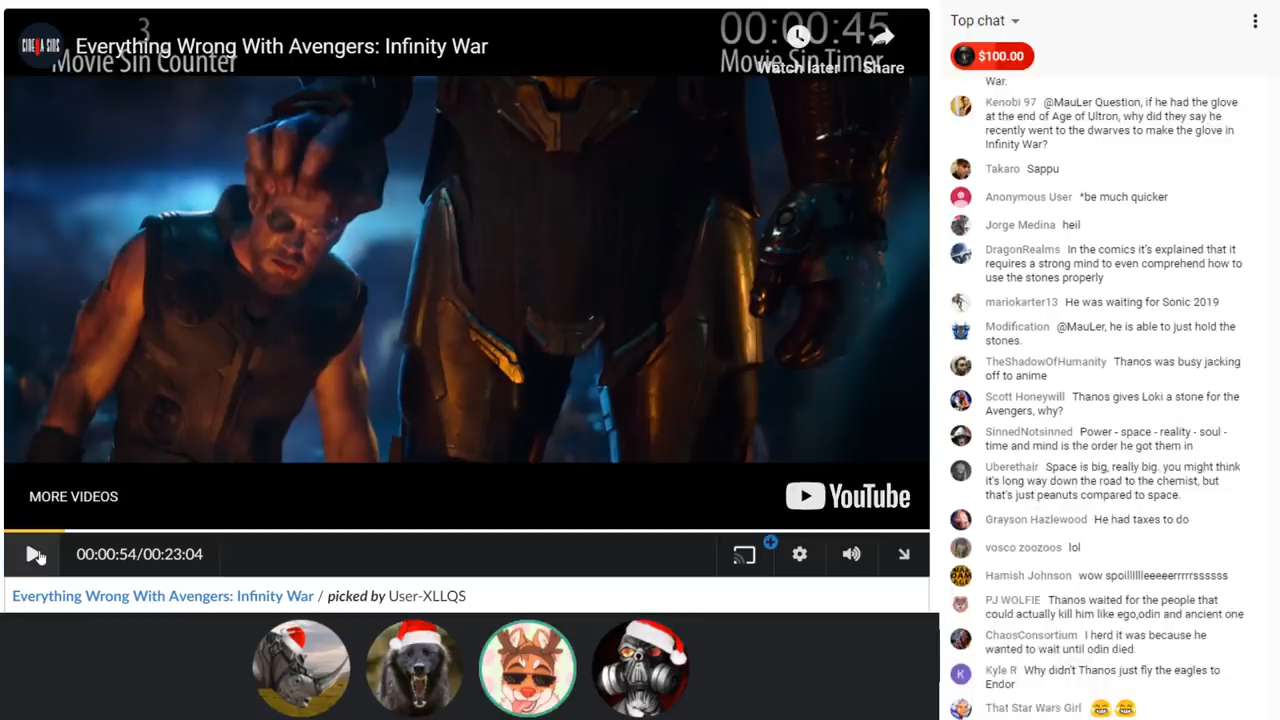 3
00:00:45
CINEMA SINS
Everything Wrong With Avengers: Infinity War
Movie Sin Counter
Movie Sin Timer
Watch later
Share
MORE VIDEOS
YouTube
00:00:54/00:23:04
Everything Wrong With Avengers: Infinity War / picked by User-XLLQS
Top chat
$100.00
War.
Kenobi 97 @MauLer Question, if he had the glove
at the end of Age of Ultron, why did they say he
recently went to the dwarves to make the glove in
Infinity War?
Takaro Sappu
Anonymous User *be much quicker
Jorge Medina heil
DragonRealms In the comics it's explained that it
requires a strong mind to even comprehend how to
use the stones properly
mariokarter13 He was waiting for Sonic 2019
Modification @MauLer, he is able to just hold the
stones.
TheShadowOfHumanity Thanos was busy jacking
off to anime
Scott Honeywill Thanos gives Loki a stone for the
Avengers, why?
SinnedNotsinned Power - space - reality - soul -
time and mind is the order he got them in
Uberethair Space is big, really big. you might think
it's long way down the road to the chemist, but
that's just peanuts compared to space.
Grayson Hazlewood He had taxes to do
vosco zoozoos lol
Hamish Johnson wow spoilllllleeeeerrrrrssssss
PJ WOLFIE Thanos waited for the people that
could actually kill him like ego,odin and ancient one
ChaosConsortium I herd it was because he
wanted to wait until odin died.
K
Kyle R Why didn't Thanos just fly the eagles to
Endor
That Star Wars Girl